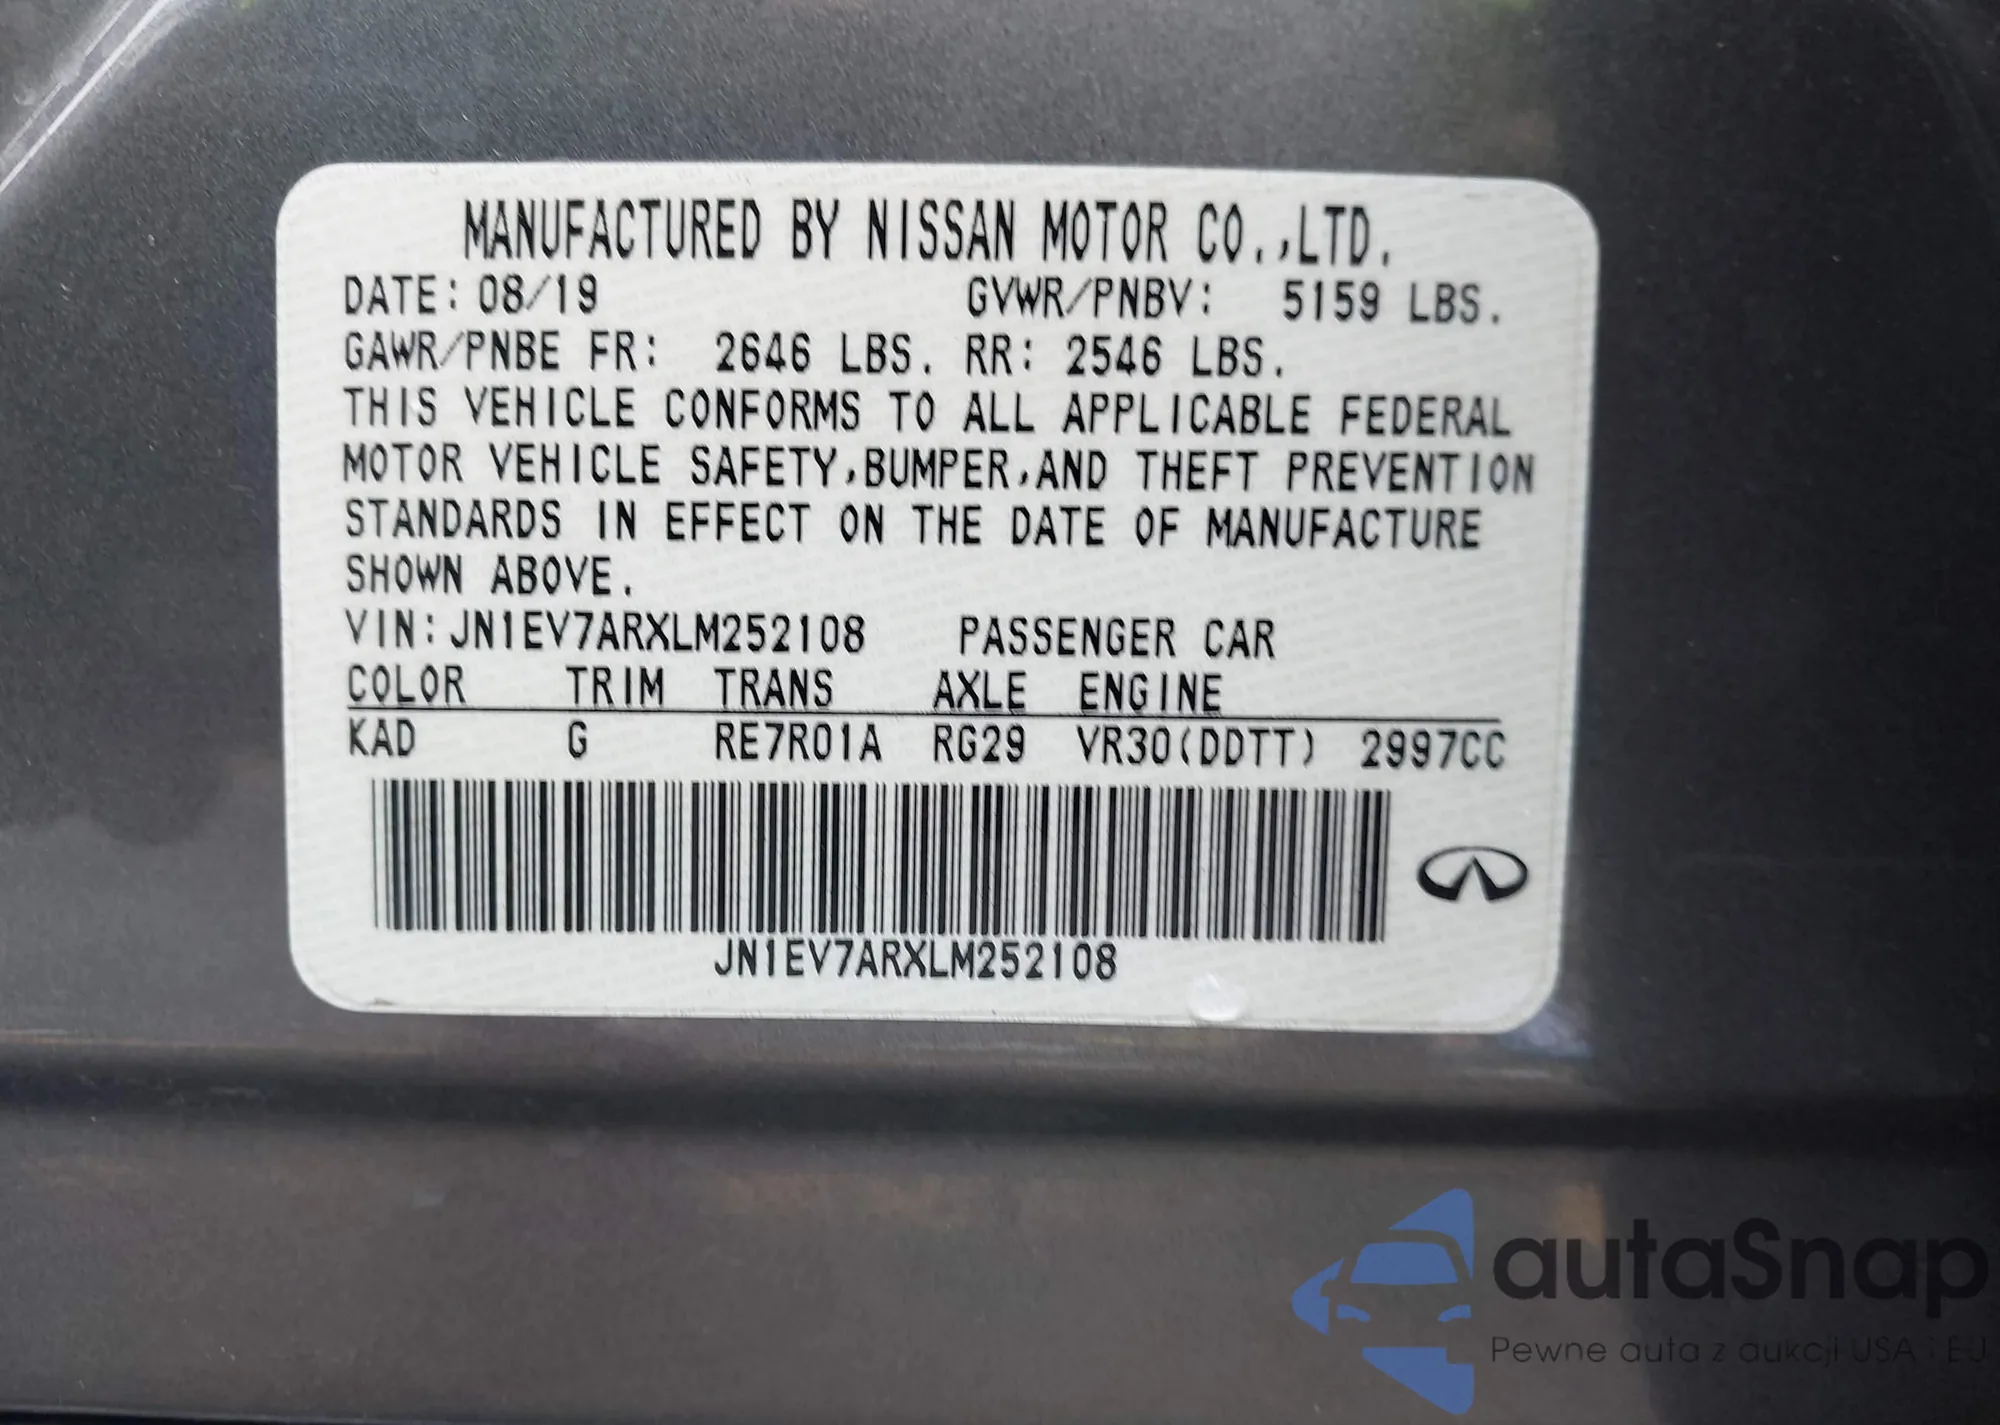 MANUFACTURED BY NISSAN MOTOR CO.,LTD.
DATE: 08/19 GVWR/PNBV: 5159 LBS.
GAWR/PNBE FR: 2646 LBS. RR: 2546 LBS.
THIS VEHICLE CONFORMS TO ALL APPLICABLE FEDERAL
MOTOR VEHICLE SAFETY,BUMPER,AND THEFT PREVENTION
STANDARDS IN EFFECT ON THE DATE OF MANUFACTURE
SHOWN ABOVE.
VIN:JN1EV7ARXLM252108 PASSENGER CAR
COLOR TRIM TRANS AXLE ENGINE
KAD G RE7R01A RG29 VR30(DDTT) 2997CC
JN1EV7ARXLM252108
autaSnap
Pewne auta z aukcji USA i EU